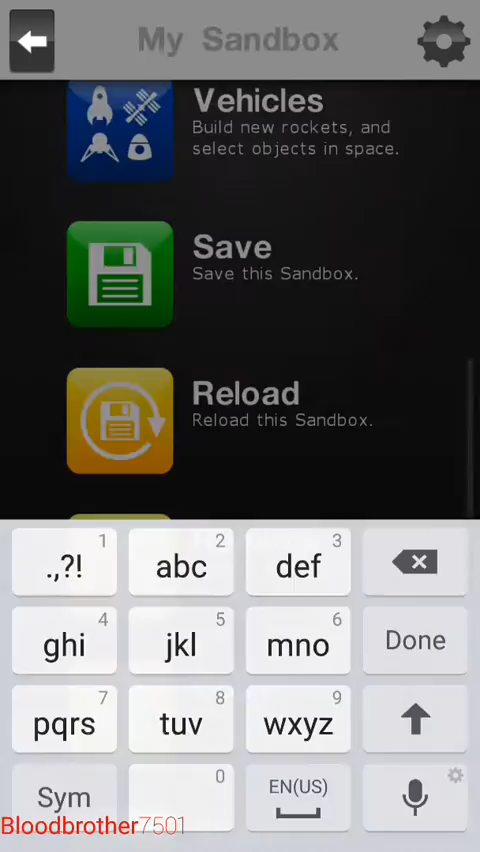 My Sandbox
Vehicles
Build new rockets, and
select objects in space.
Save
Save this Sandbox.
Reload
Reload this Sandbox.
1 2 3
.,?! abc def
4 5 6
ghi jkl mno Done
7 8 9
pqrs tuv wxyz
Sym 0 EN(US)
Bloodbrother7501